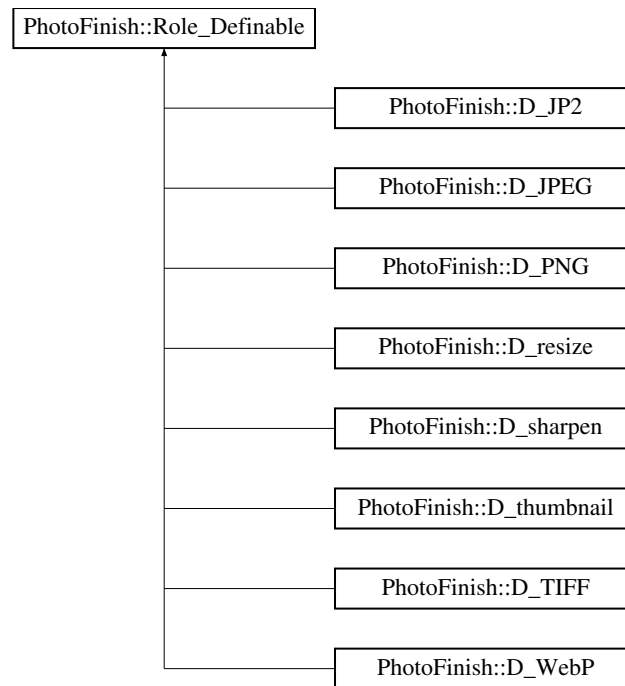 PhotoFinish::Role_Definable
PhotoFinish::D_JP2
PhotoFinish::D_JPEG
PhotoFinish::D_PNG
PhotoFinish::D_resize
PhotoFinish::D_sharpen
PhotoFinish::D_thumbnail
PhotoFinish::D_TIFF
PhotoFinish::D_WebP